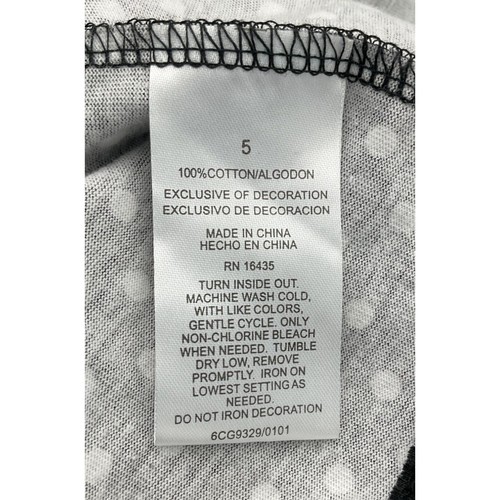 5
100%COTTON/ALGODON
EXCLUSIVE OF DECORATION
EXCLUSIVO DE DECORACION
MADE IN CHINA
HECHO EN CHINA
RN 16435
TURN INSIDE OUT.
MACHINE WASH COLD,
WITH LIKE COLORS,
GENTLE CYCLE. ONLY
NON-CHLORINE BLEACH
WHEN NEEDED. TUMBLE
DRY LOW, REMOVE
PROMPTLY. IRON ON
LOWEST SETTING AS
NEEDED.
DO NOT IRON DECORATION
6CG9329/0101